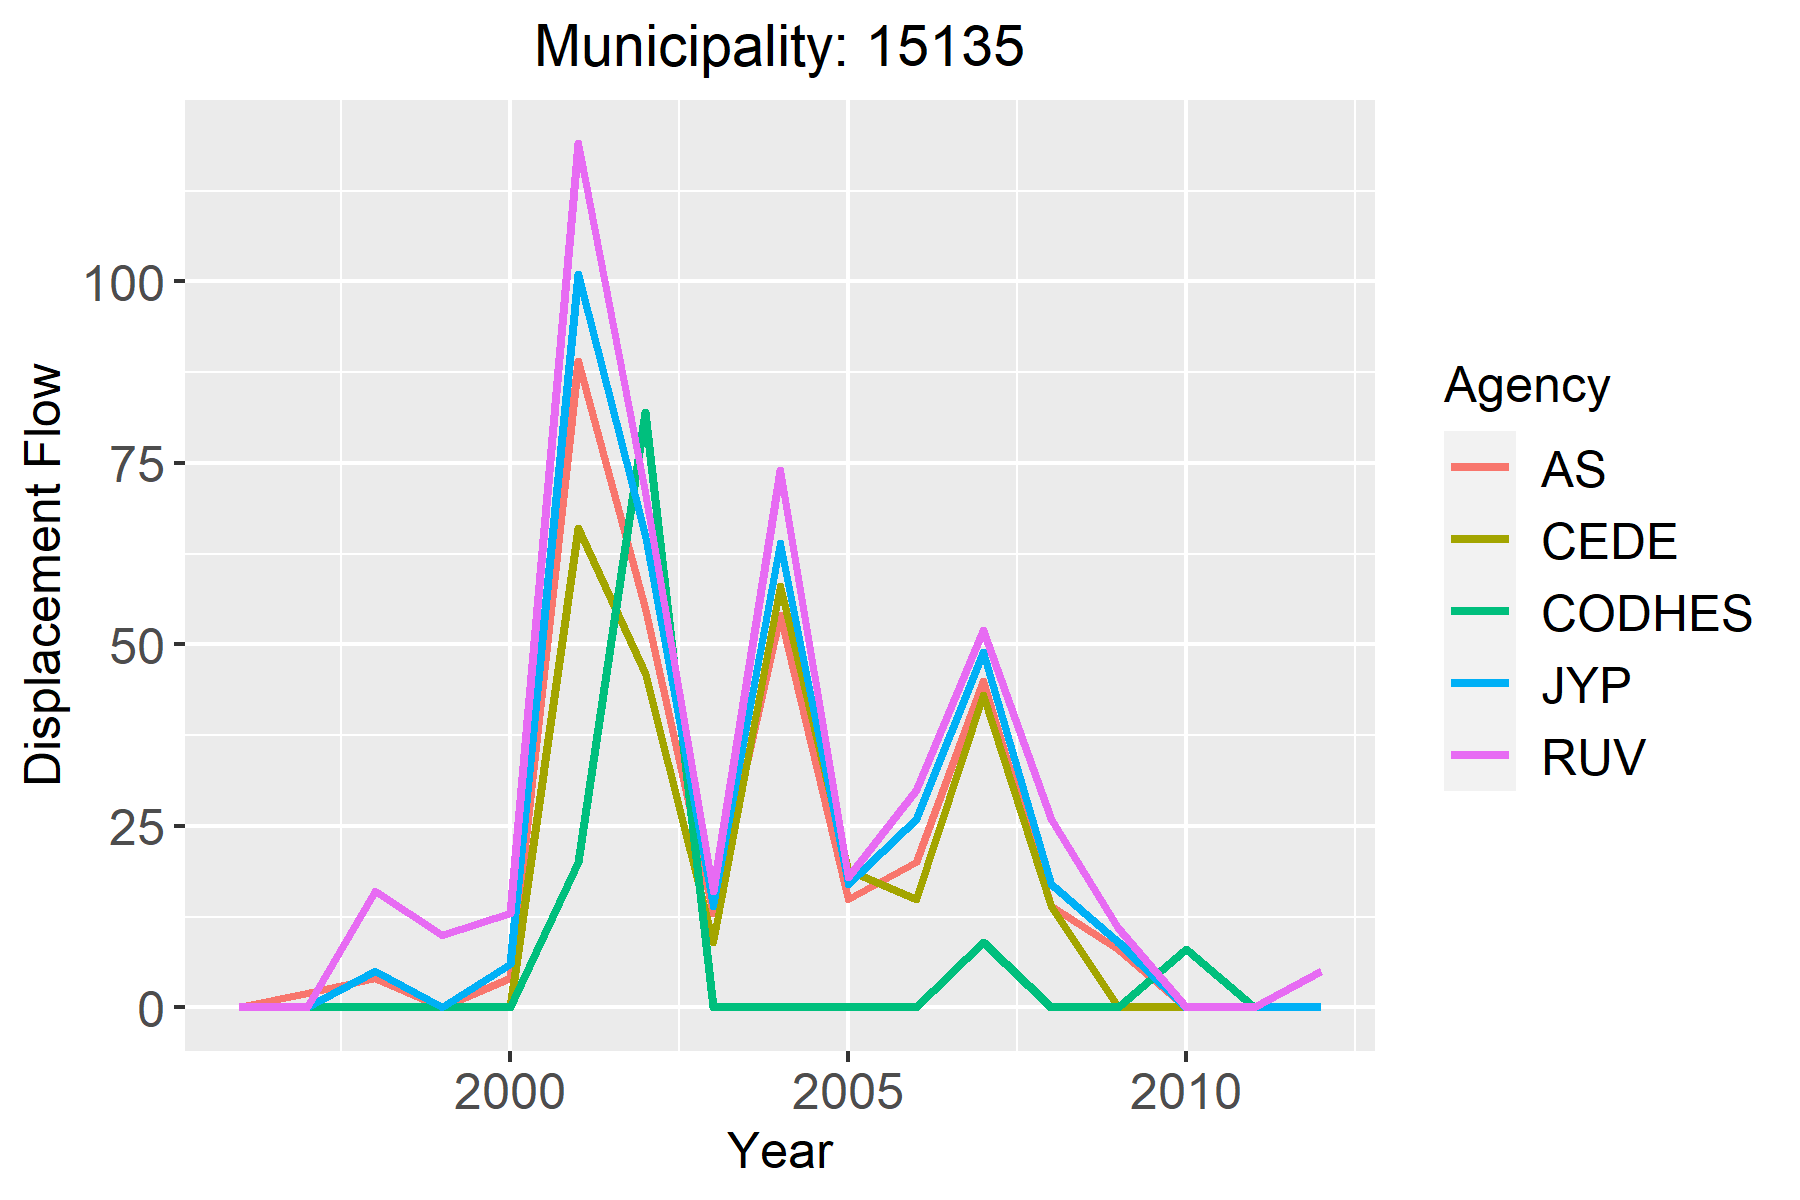 Municipality: 15135
Displacement Flow
100
75
50
25
0
2000
2005
2010
Year
Agency
AS
CEDE
CODHES
JYP
RUV